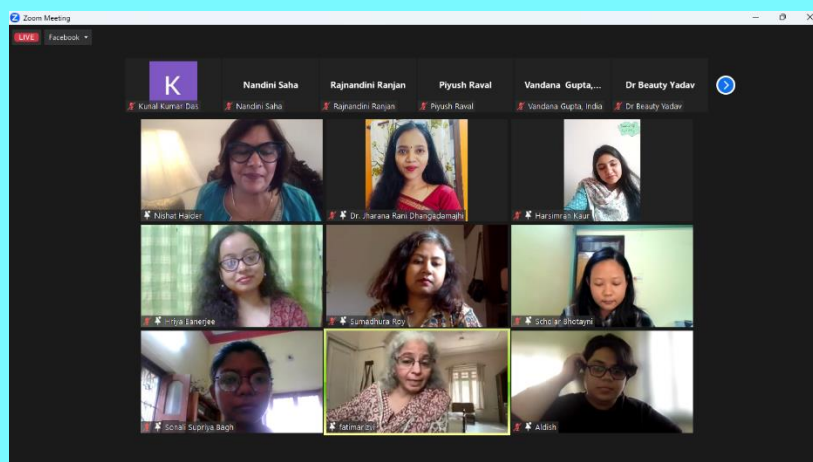 Zoom Meeting
LIVE Facebook
K
Nandini Saha
Rajnandini Ranjan
Piyush Raval
Vandana Gupta,...
Dr Beauty Yadav
Kunal Kumar Das
Nandini Saha
Rajnandini Ranjan
Piyush Raval
Vandana Gupta, India
Dr Beauty Yadav
Nishat Haider
Dr. Jharana Rani Dhangadamajhi
Harsimran Kaur
Hriya Banerjee
Sumadhura Roy
Scholar Bhotayni
Sonali Supriya Bagh
fatimarizvi
Aldish